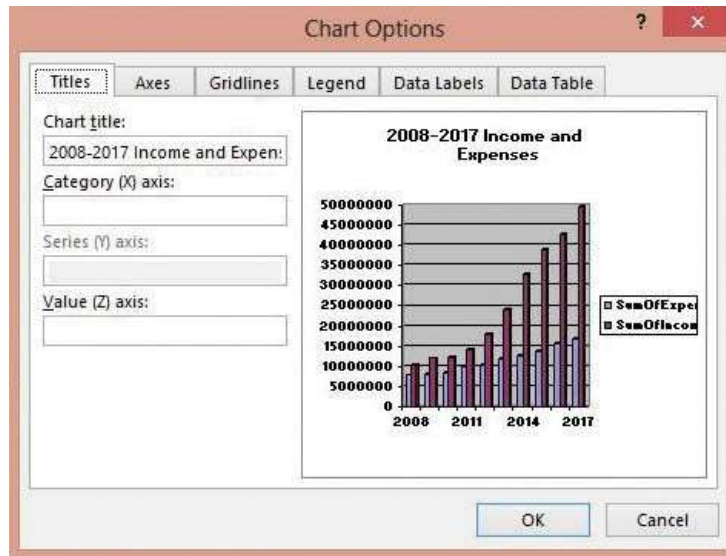 Chart Options
?
×
Titles
Axes
Gridlines
Legend
Data Labels
Data Table
Chart title:
2008-2017 Income and Expen:
Category (X) axis:
Series (Y) axis:
Value (Z) axis:
2008-2017 Income and
Expenses
50000000
45000000
40000000
35000000
30000000
25000000
20000000
15000000
10000000
5000000
0
2008 2011 2014 2017
SumOfExpe
SumOfIncom
OK
Cancel